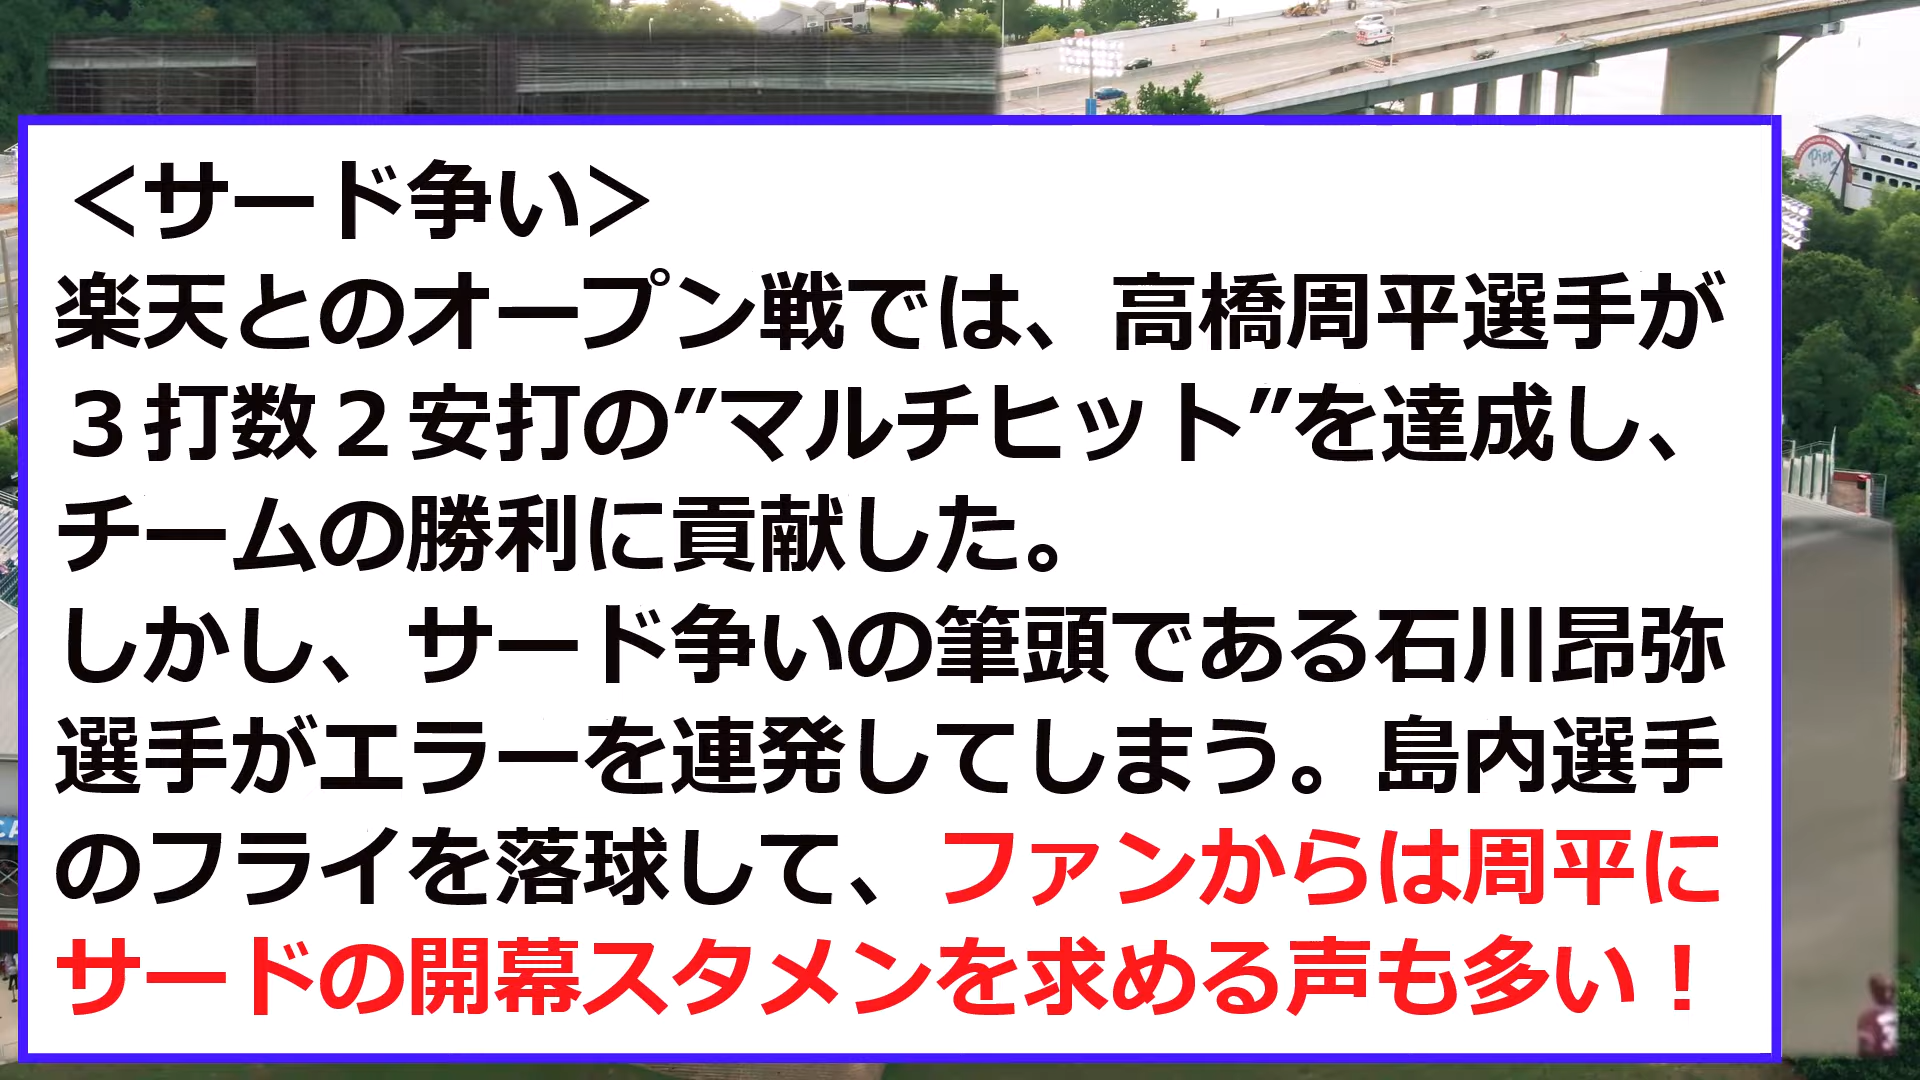 ＜サード争い＞
楽天とのオープン戦では、高橋周平選手が
３打数２安打の”マルチヒット”を達成し、
チームの勝利に貢献した。
しかし、サード争いの筆頭である石川昂弥
選手がエラーを連発してしまう。島内選手
のフライを落球して、ファンからは周平に
サードの開幕スタメンを求める声も多い！
Pier